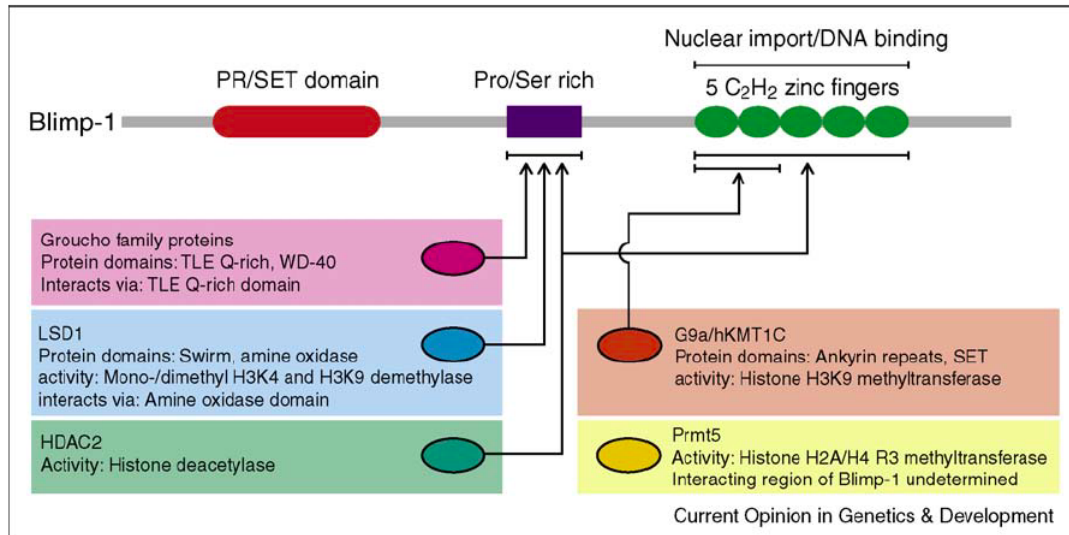 Nuclear import/DNA binding
PR/SET domain
Pro/Ser rich
5 C₂H₂ zinc fingers
Blimp-1
Groucho family proteins
Protein domains: TLE Q-rich, WD-40
Interacts via: TLE Q-rich domain
LSD1
Protein domains: Swirm, amine oxidase
activity: Mono-/dimethyl H3K4 and H3K9 demethylase
interacts via: Amine oxidase domain
HDAC2
Activity: Histone deacetylase
G9a/hKMT1C
Protein domains: Ankyrin repeats, SET
activity: Histone H3K9 methyltransferase
Prmt5
Activity: Histone H2A/H4 R3 methyltransferase
Interacting region of Blimp-1 undetermined
Current Opinion in Genetics & Development